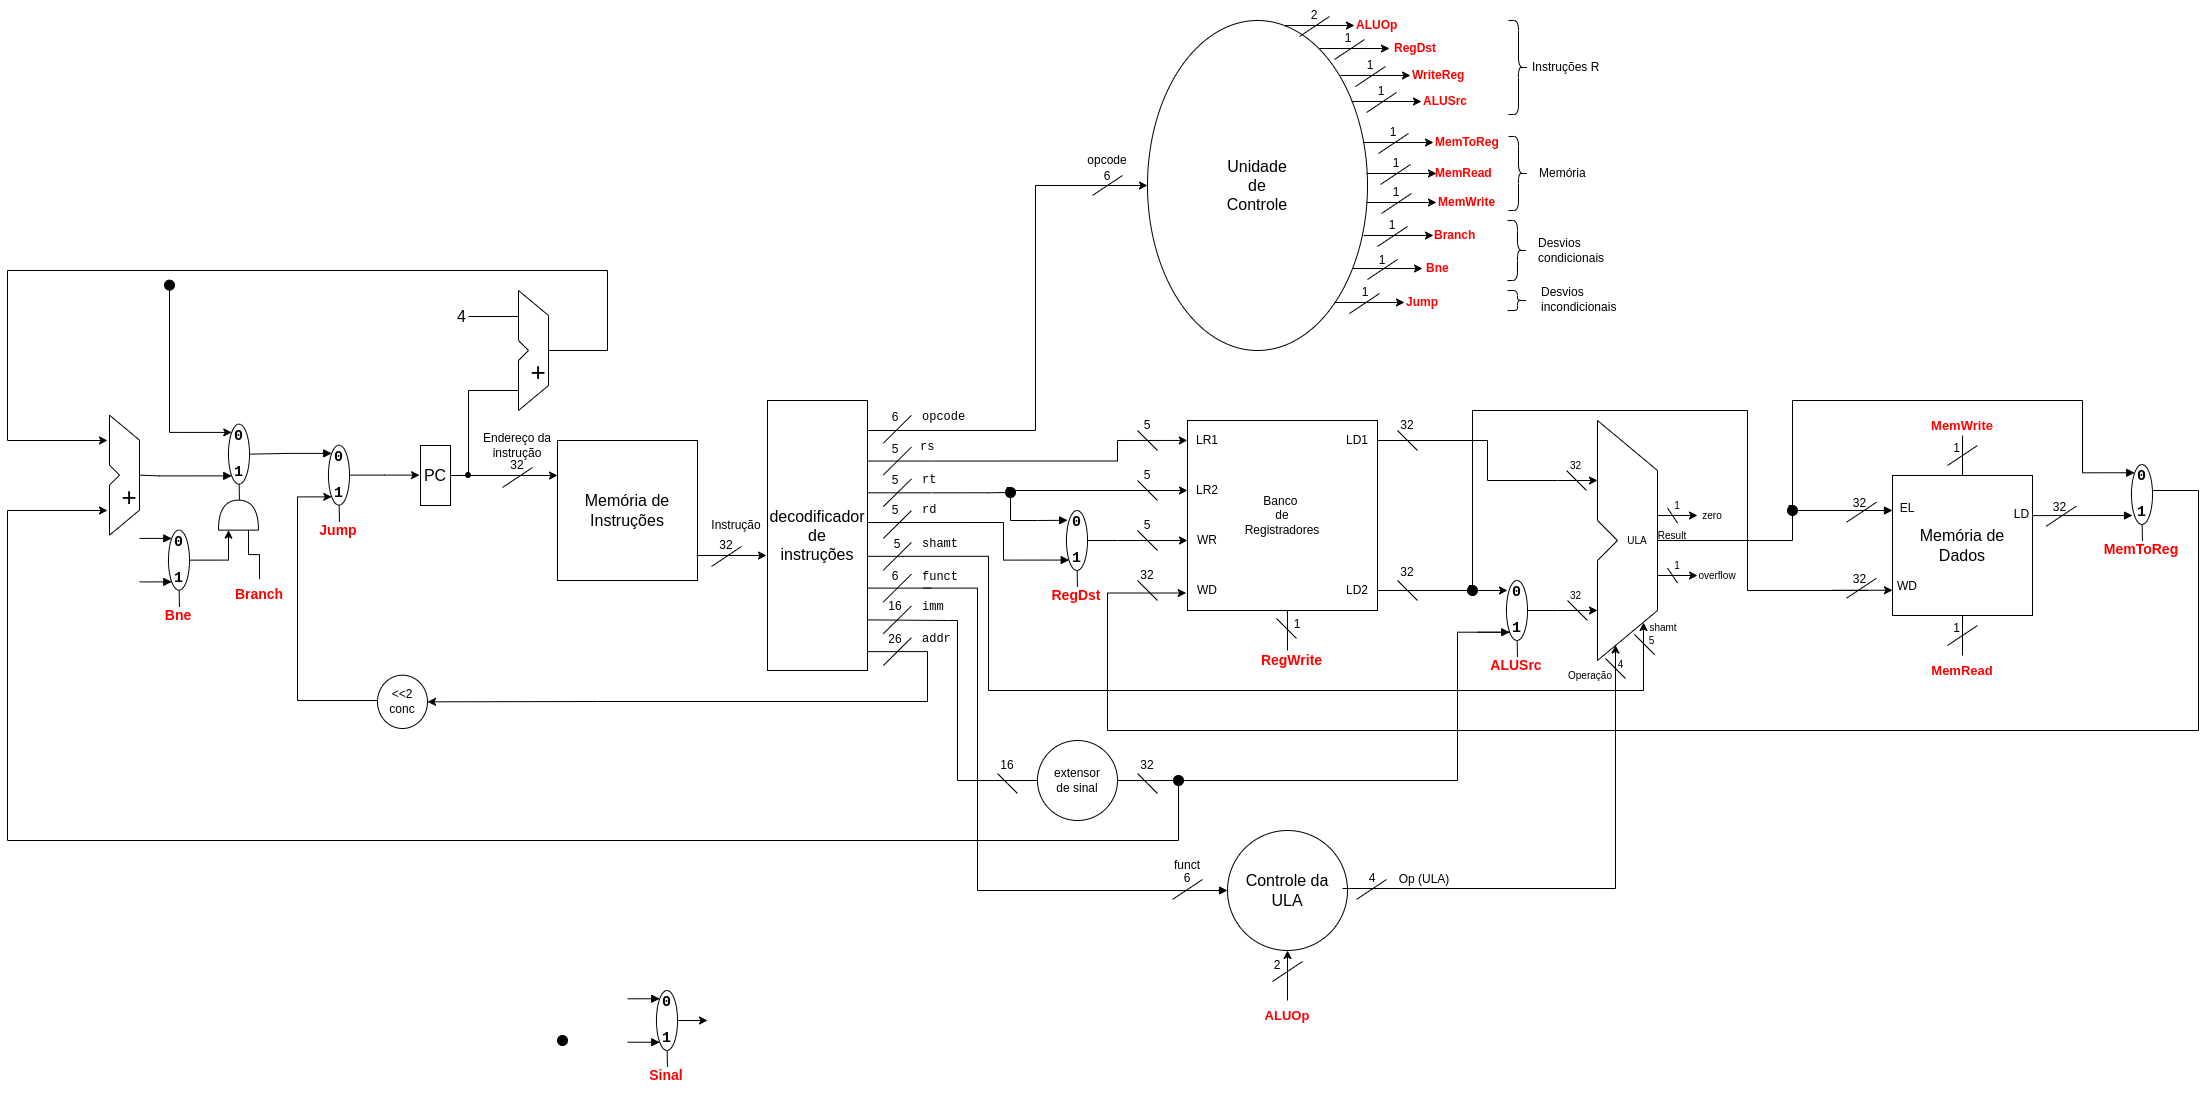 2
ALUOp
1
RegDst
1
WriteReg
1
ALUSrc
Instruções R
1
MemToReg
1
MemRead
1
MemWrite
Memória
1
Branch
1
Bne
Desvios
condicionais
1
Jump
Desvios
incondicionais
opcode
6
Unidade
de
Controle
4
+
+
0
1
0
1
Jump
0
1
Bne
Branch
PC
Endereço da
instrução
32
Memória de
Instruções
Instrução
32
decodificador
de
instruções
6
opcode
5
rs
5
rt
5
rd
5
shamt
6
funct
16
imm
26
addr
<<2
conc
0
1
RegDst
5
5
5
32
LR1
LR2
WR
WD
Banco
de
Registradores
LD1
LD2
1
RegWrite
32
32
0
1
ALUSrc
32
32
ULA
1
zero
Result
1
overflow
shamt
5
4
Operação
MemWrite
1
32
32
EL
WD
LD
Memória de
Dados
1
MemRead
32
0
1
MemToReg
16
extensor
de sinal
32
funct
6
Controle da
ULA
4
Op (ULA)
2
ALUOp
0
1
Sinal